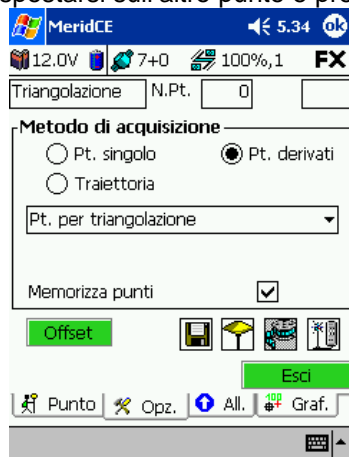 MeridCE 5.34 ok
12.0V 7+0 100%,1 FX
Triangolazione N.Pt. 0
Metodo di acquisizione
Pt. singolo Pt. derivati
Traiettoria
Pt. per triangolazione
Memorizza punti
Offset
Esci
Punto Opz. All. Graf.